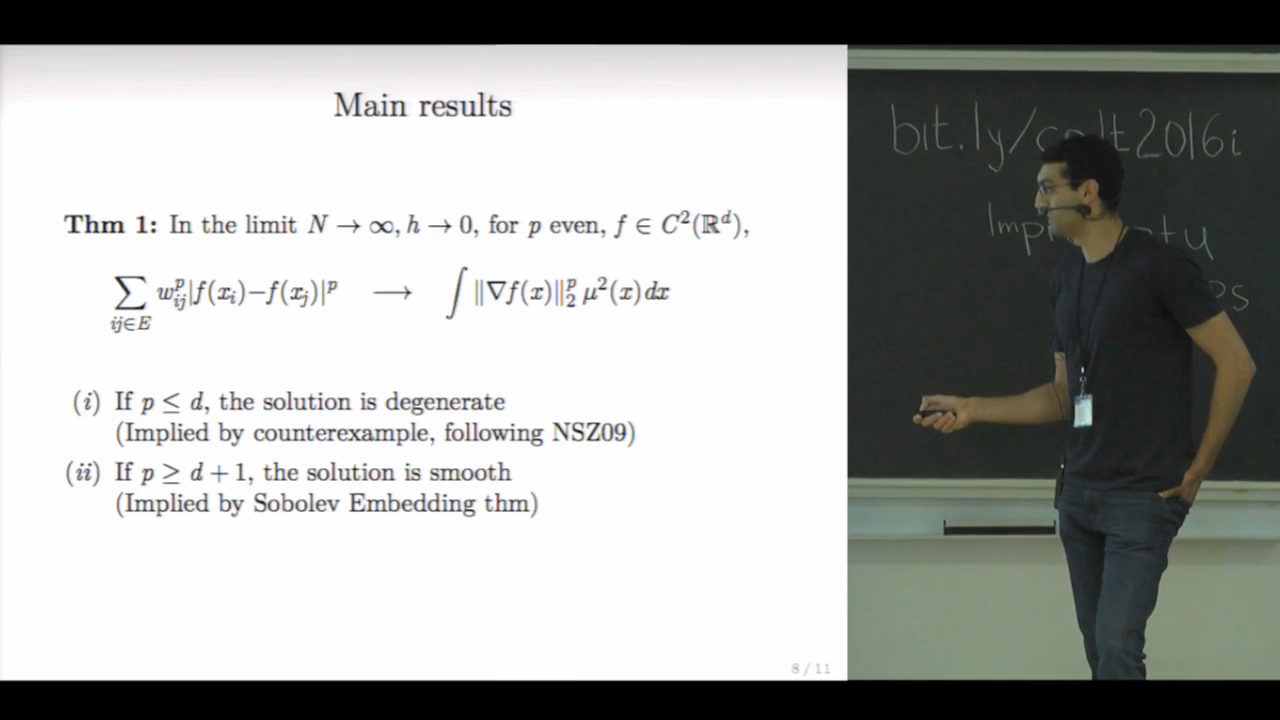 Main results
Thm 1: In the limit N → ∞, h → 0, for p even, f ∈ C²(ℝᵈ),
∑_{ij∈E} w_{ij}^p |f(x_i)−f(x_j)|^p ⟶ ∫ ‖∇f(x)‖₂^p μ²(x) dx
(i) If p ≤ d, the solution is degenerate
(Implied by counterexample, following NSZ09)
(ii) If p ≥ d + 1, the solution is smooth
(Implied by Sobolev Embedding thm)
8 / 11
bit.ly/c lt2016i